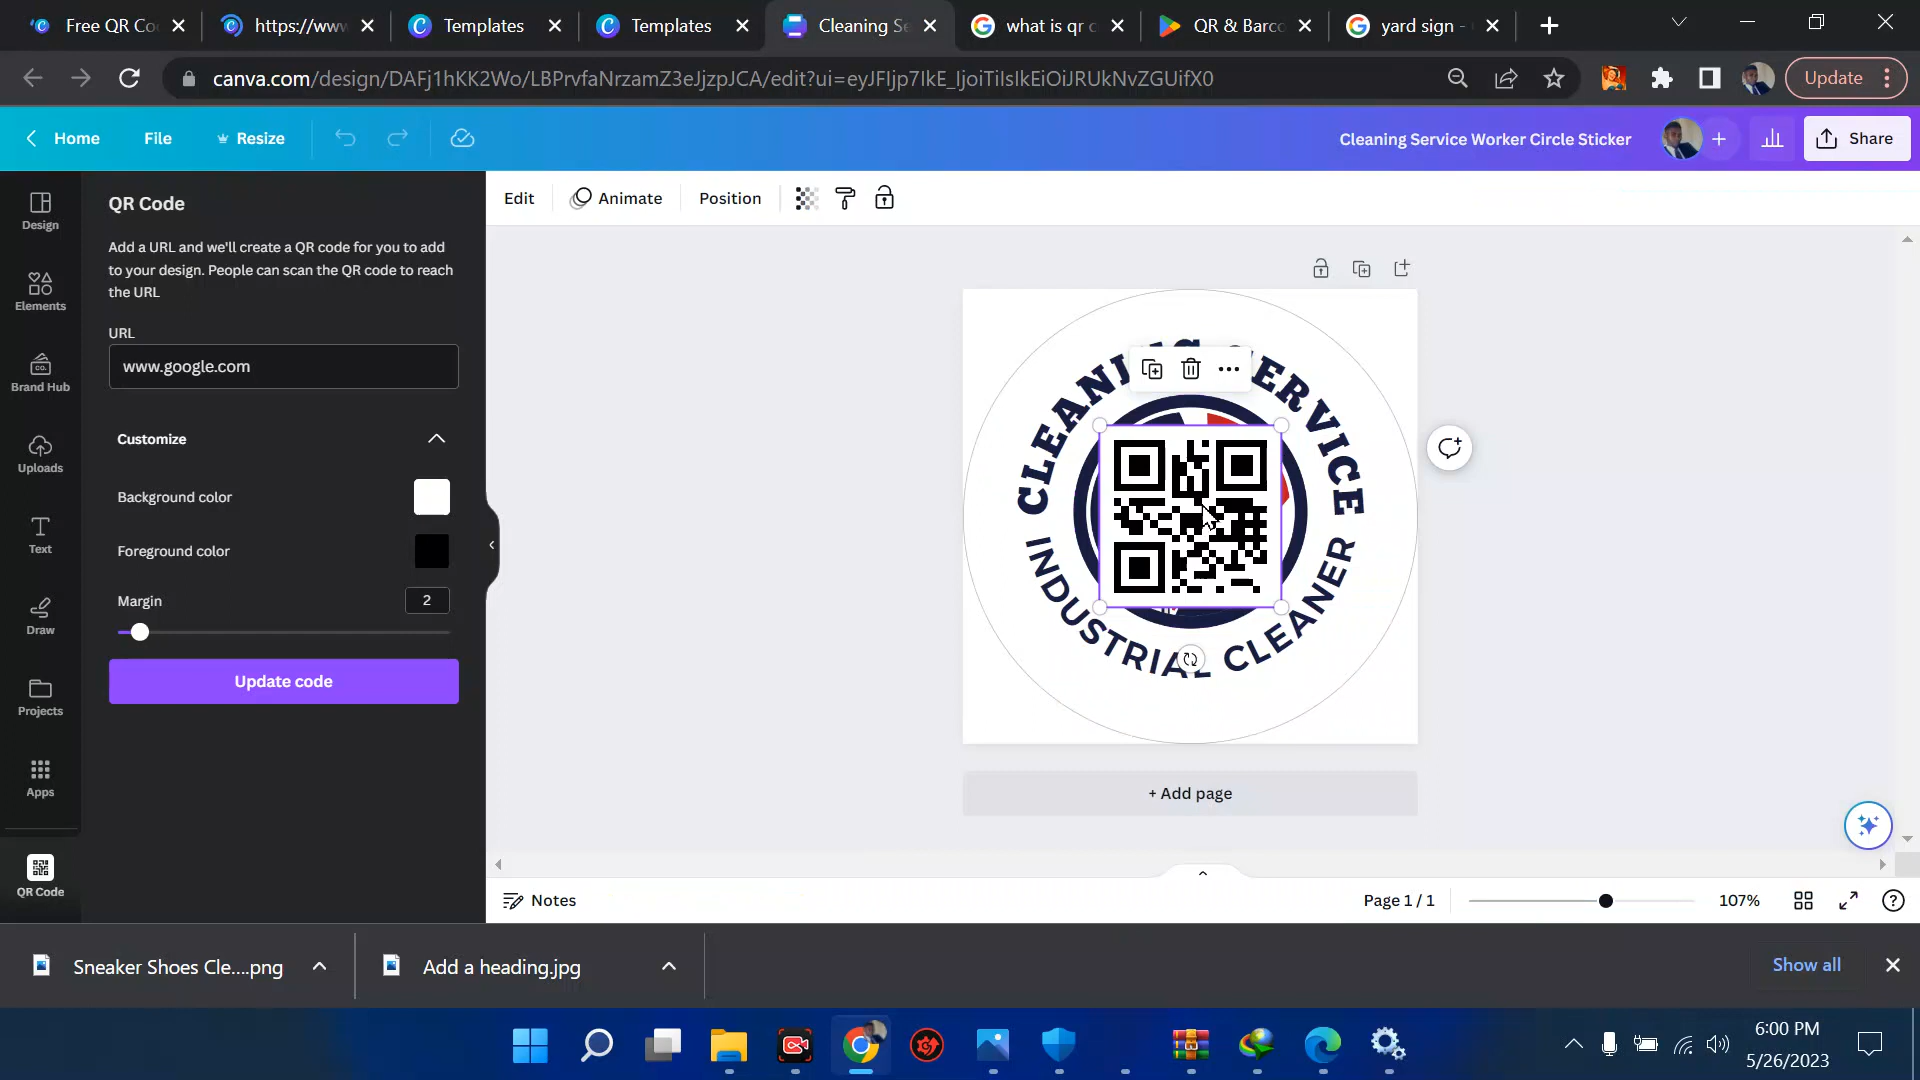 Free QR Co
https://www
Templates
Templates
Cleaning Se
what is qr c
QR & Barco
yard sign -
canva.com/design/DAFj1hKK2Wo/LBPrvfaNrzamZ3eJjzpJCA/edit?ui=eyJFIjp7IkE_IjoiTiIsIkEiOiJRUkNvZGUifX0
Update
Home
File
Resize
Cleaning Service Worker Circle Sticker
Share
Design
Elements
Brand Hub
Uploads
Text
Draw
Projects
Apps
QR Code
QR Code
Add a URL and we'll create a QR code for you to add
to your design. People can scan the QR code to reach
the URL
URL
www.google.com
Customize
Background color
Foreground color
Margin
2
Update code
Edit
Animate
Position
CLEANING SERVICE
INDUSTRIAL CLEANER
+ Add page
Notes
Page 1 / 1
107%
Sneaker Shoes Cle....png
Add a heading.jpg
Show all
6:00 PM
5/26/2023